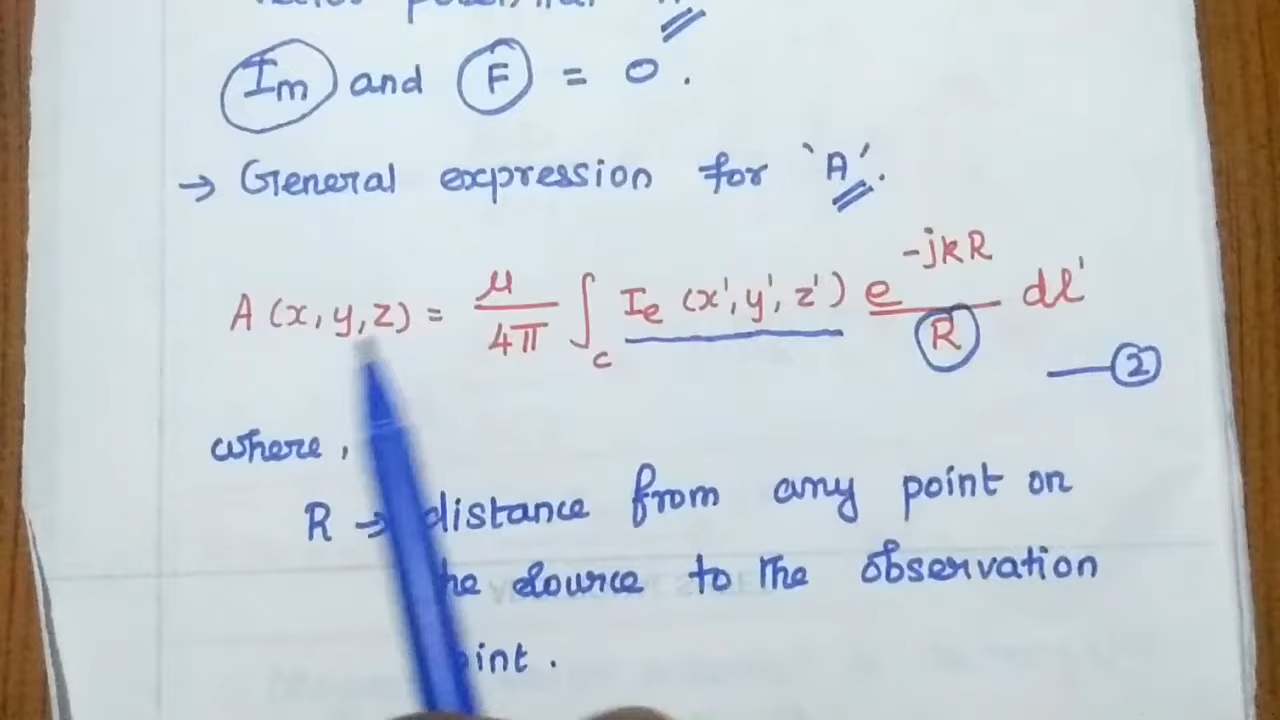 Im and F = 0.
→ General expression for 'A'.
A (x, y, z) = μ/4π ∫c Ie (x', y', z') e^-jkR/R dl' — 2
where,
R → distance from any point on
the source to the observation
point.